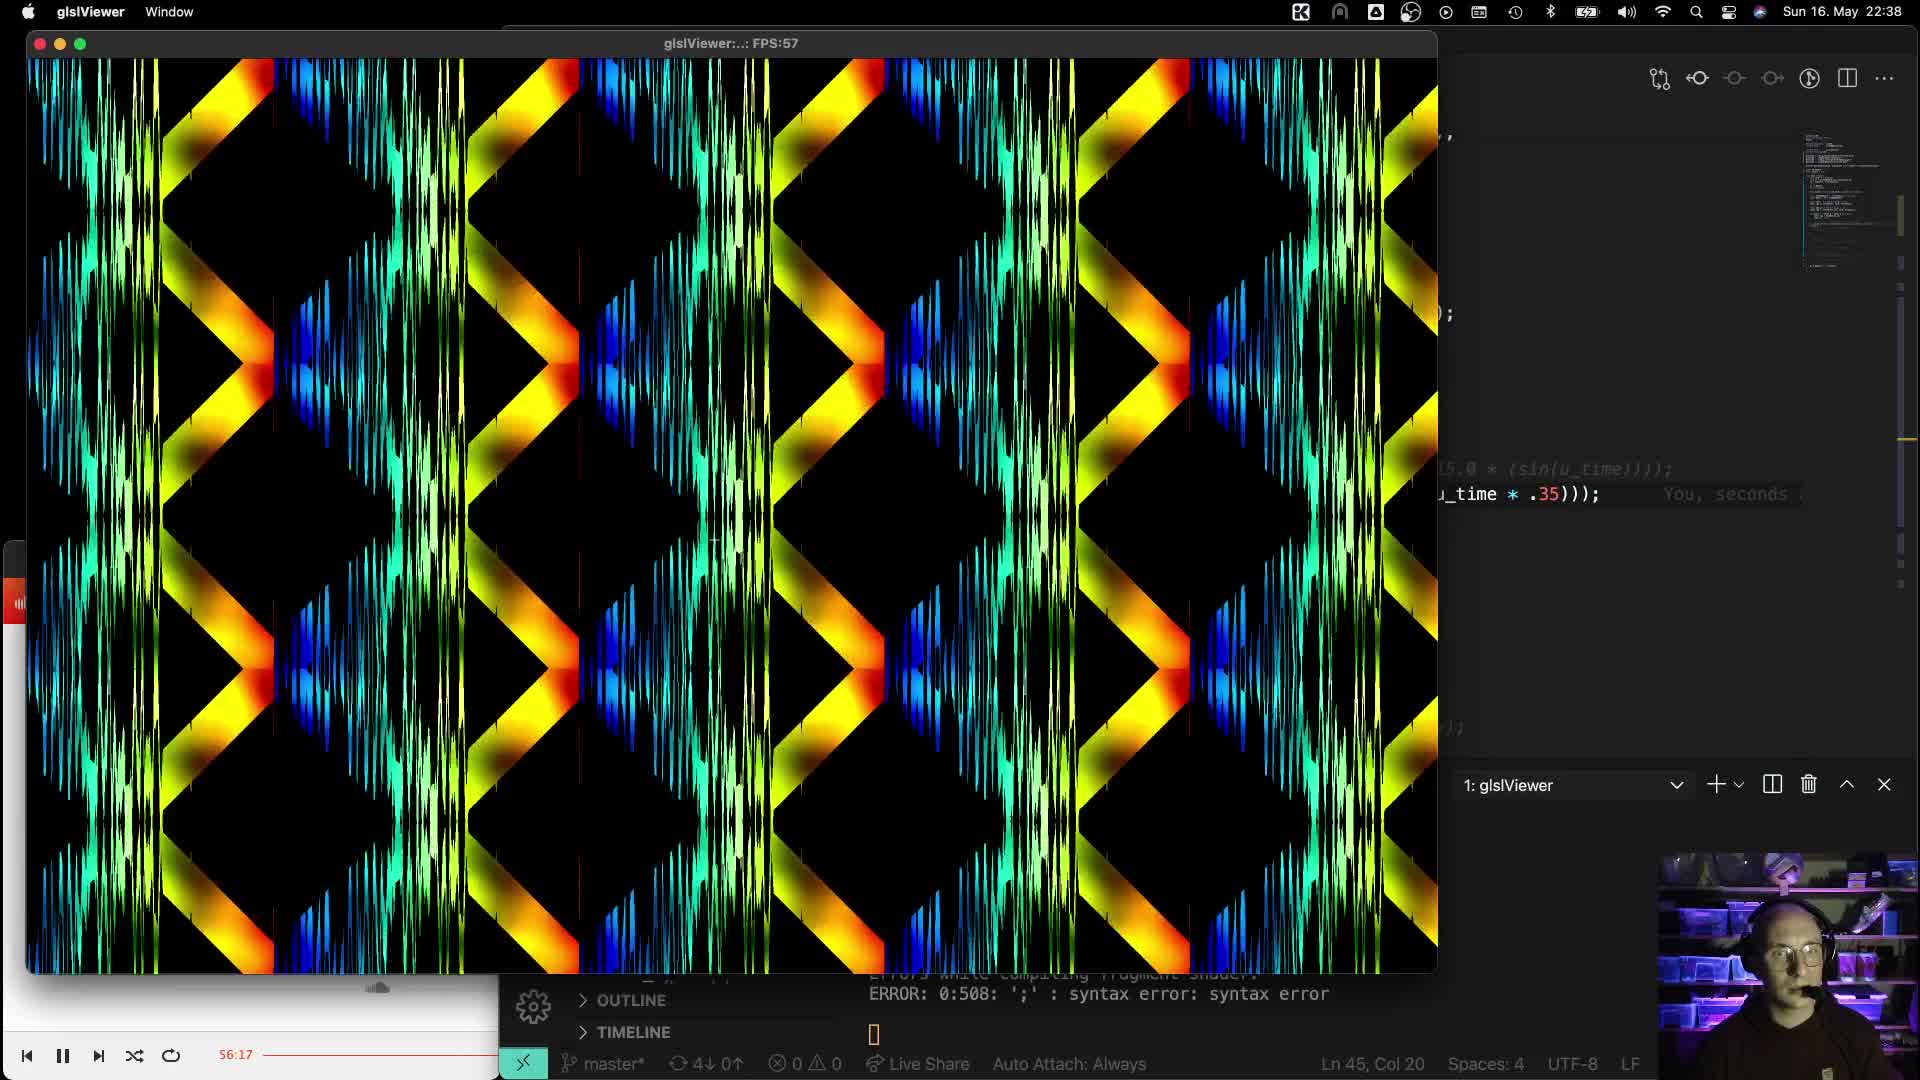 glslViewer Window
Sun 16. May 22:38
glslViewer:..: FPS:57
);
15.0 * (sin(u_time))));
u_time * .35))); You, seconds
);
1: glslViewer
Errors while compiling fragment shader:
ERROR: 0:508: ';' : syntax error: syntax error
OUTLINE
TIMELINE
56:17
master* 4↓ 0↑ 0 0 Live Share Auto Attach: Always Ln 45, Col 20 Spaces: 4 UTF-8 LF